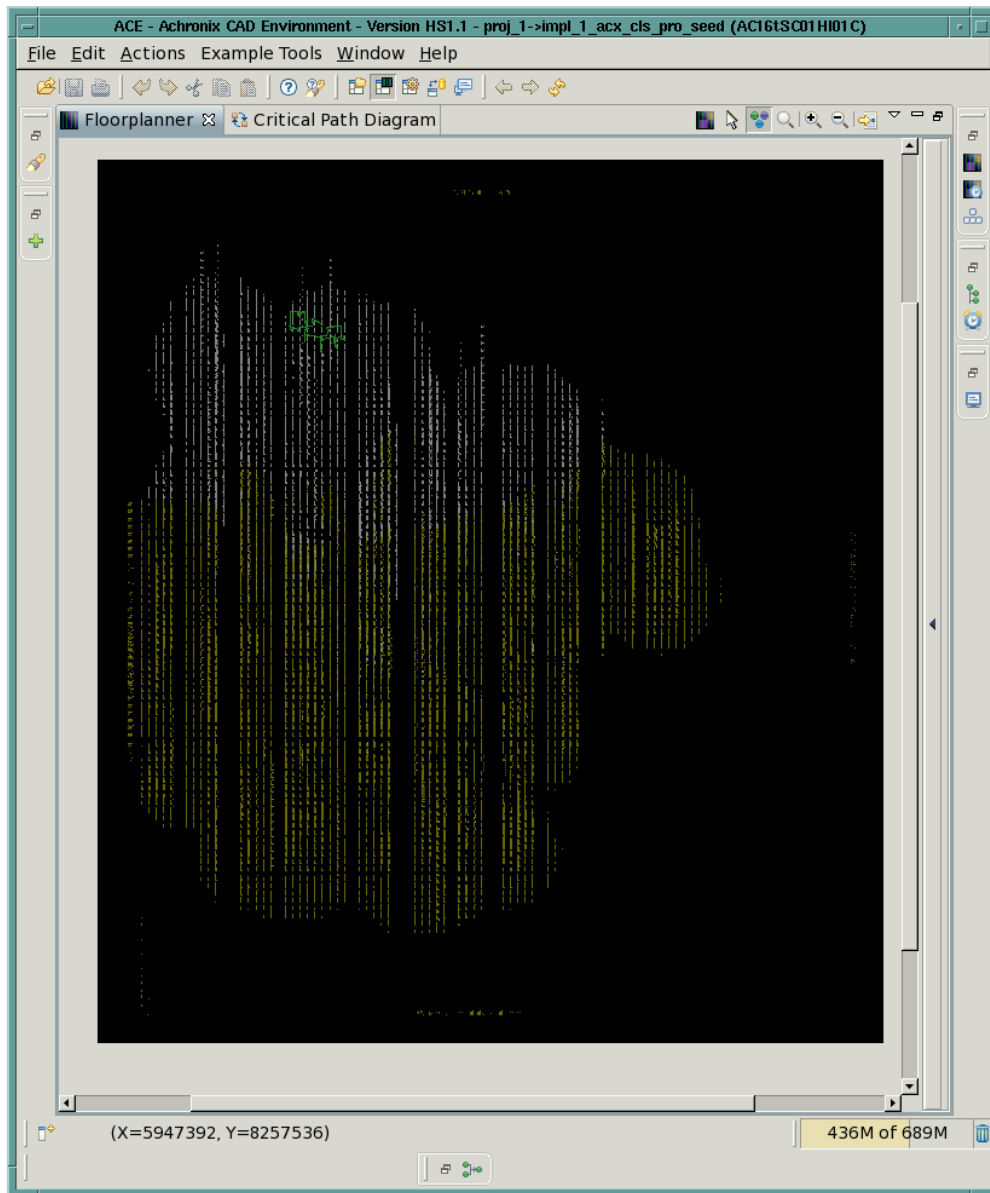 ACE - Achronix CAD Environment - Version HS1.1 - proj_1->impl_1_acx_cls_pro_seed (AC16tSC01HI01C)
File Edit Actions Example Tools Window Help
Floorplanner Critical Path Diagram
(X=5947392, Y=8257536) 436M of 689M